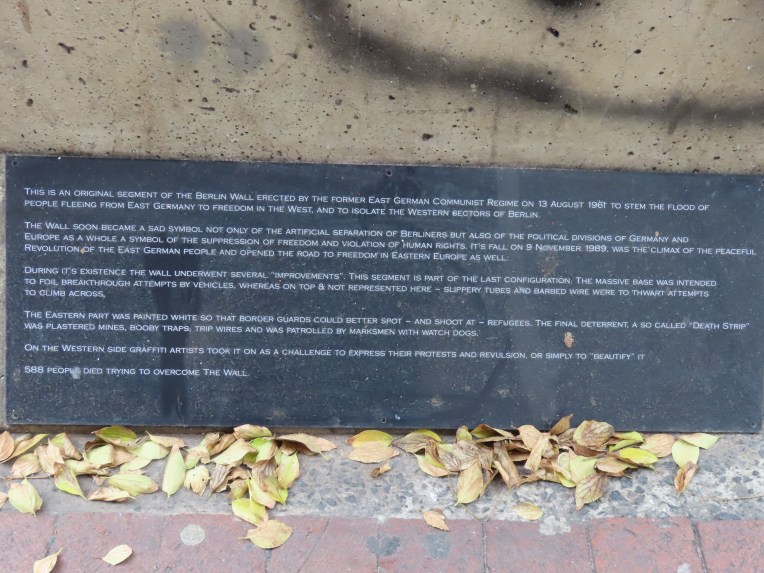 THIS IS AN ORIGINAL SEGMENT OF THE BERLIN WALL ERECTED BY THE FORMER EAST GERMAN COMMUNIST REGIME ON 13 AUGUST 1961 TO STEM THE FLOOD OF
PEOPLE FLEEING FROM EAST GERMANY TO FREEDOM IN THE WEST, AND TO ISOLATE THE WESTERN SECTORS OF BERLIN.
THE WALL SOON BECAME A SAD SYMBOL NOT ONLY OF THE ARTIFICIAL SEPARATION OF BERLINERS BUT ALSO OF THE POLITICAL DIVISIONS OF GERMANY AND
EUROPE AS A WHOLE A SYMBOL OF THE SUPPRESSION OF FREEDOM AND VIOLATION OF HUMAN RIGHTS. IT'S FALL ON 9 NOVEMBER 1989, WAS THE CLIMAX OF THE PEACEFUL
REVOLUTION OF THE EAST GERMAN PEOPLE AND OPENED THE ROAD TO FREEDOM IN EASTERN EUROPE AS WELL.
DURING IT'S EXISTENCE THE WALL UNDERWENT SEVERAL "IMPROVEMENTS". THIS SEGMENT IS PART OF THE LAST CONFIGURATION. THE MASSIVE BASE WAS INTENDED
TO FOIL BREAKTHROUGH ATTEMPTS BY VEHICLES, WHEREAS ON TOP & NOT REPRESENTED HERE – SLIPPERY TUBES AND BARBED WIRE WERE TO THWART ATTEMPTS
TO CLIMB ACROSS.
THE EASTERN PART WAS PAINTED WHITE SO THAT BORDER GUARDS COULD BETTER SPOT – AND SHOOT AT – REFUGEES. THE FINAL DETERRENT, A SO CALLED "DEATH STRIP"
WAS PLASTERED MINES, BOOBY TRAPS, TRIP WIRES AND WAS PATROLLED BY MARKSMEN WITH WATCH DOGS.
ON THE WESTERN SIDE GRAFFITI ARTISTS TOOK IT ON AS A CHALLENGE TO EXPRESS THEIR PROTESTS AND REVULSION, OR SIMPLY TO "BEAUTIFY" IT
588 PEOPLE DIED TRYING TO OVERCOME THE WALL.